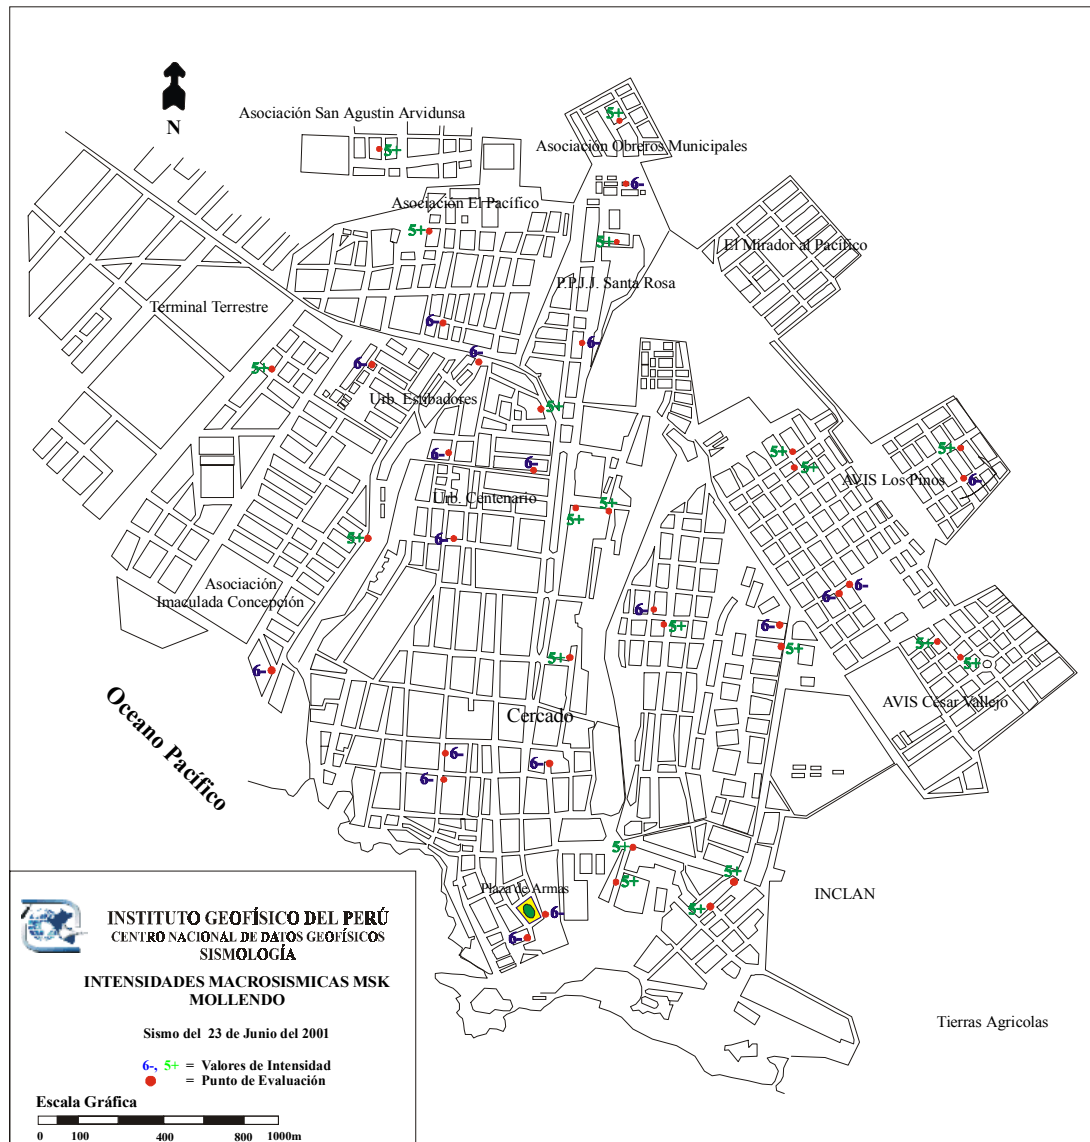 Asociación San Agustin Arvidunsa
5+
N
5+
Asociación Obreros Municipales
6-
Asociación El Pacífico
5+
5+
El Mirador al Pacífico
P.P.J.J. Santa Rosa
Terminal Terrestre
6-
6-
6-
5+
6-
Urb. Estibadores
5+
6-
5+
5+
6-
5+
AVIS Los Pinos
6-
Urb. Centenario
5+
5+
5+
6-
Asociación
Imaculada Concepción
6-
6-
6-
5+
6-
5+
5+
5+
5+
6-
AVIS César Vallejo
Oceano Pacífico
Cercado
6-
6-
6-
5+
5+
5+
5+
Plaza de Armas
INCLAN
6-
6-
INSTITUTO GEOFÍSICO DEL PERÚ
CENTRO NACIONAL DE DATOS GEOFÍSICOS
SISMOLOGÍA
INTENSIDADES MACROSISMICAS MSK
MOLLENDO
Sismo del 23 de Junio del 2001
Tierras Agricolas
6-, 5+ = Valores de Intensidad
= Punto de Evaluación
Escala Gráfica
0 100 400 800 1000m